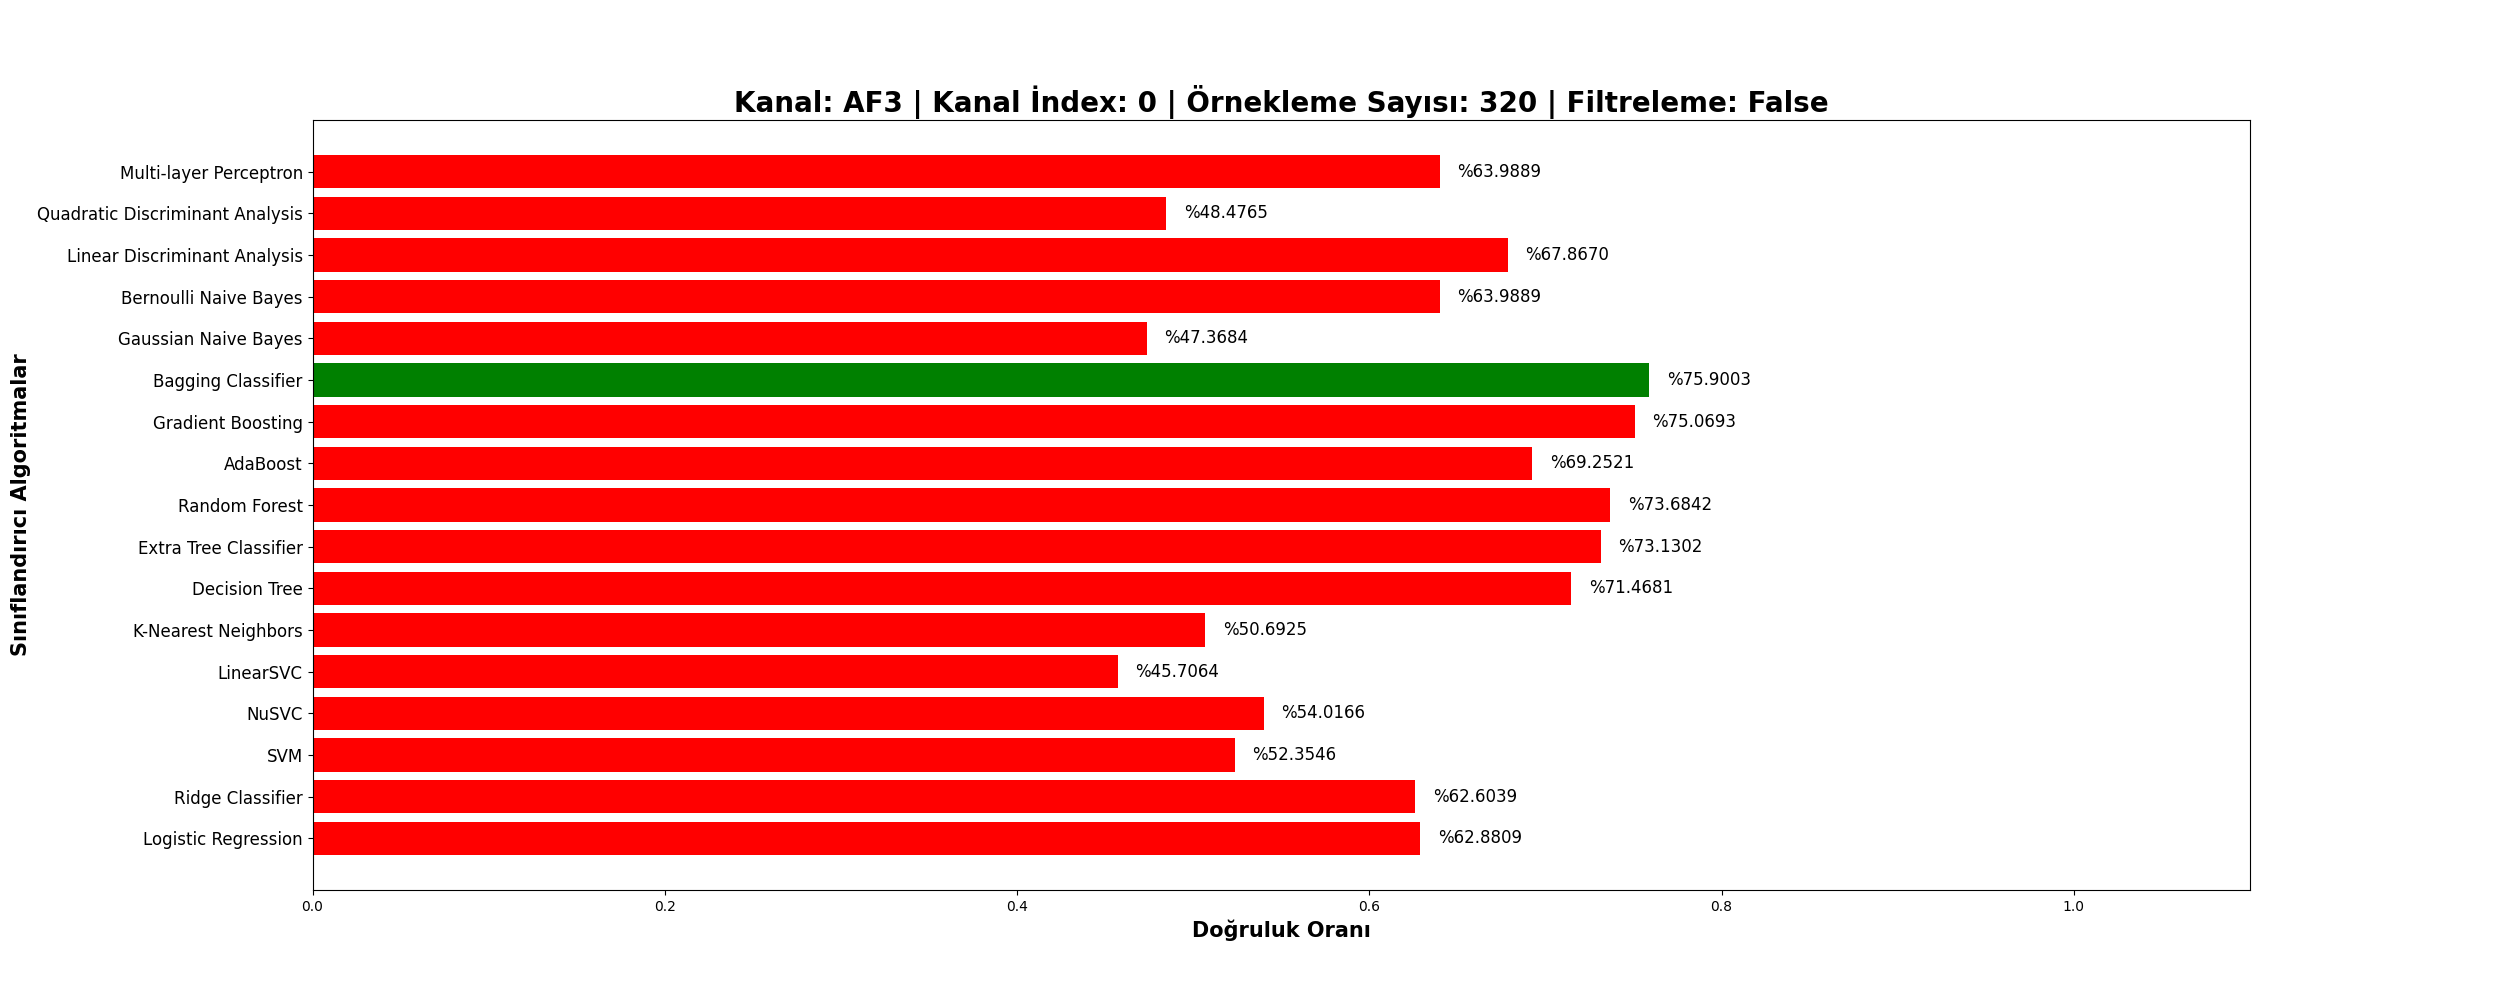 Kanal: AF3 | Kanal İndex: 0 | Örnekleme Sayısı: 320 | Filtreleme: False
Sınıflandırıcı Algoritmalar
Multi-layer Perceptron %63.9889
Quadratic Discriminant Analysis %48.4765
Linear Discriminant Analysis %67.8670
Bernoulli Naive Bayes %63.9889
Gaussian Naive Bayes %47.3684
Bagging Classifier %75.9003
Gradient Boosting %75.0693
AdaBoost %69.2521
Random Forest %73.6842
Extra Tree Classifier %73.1302
Decision Tree %71.4681
K-Nearest Neighbors %50.6925
LinearSVC %45.7064
NuSVC %54.0166
SVM %52.3546
Ridge Classifier %62.6039
Logistic Regression %62.8809
0.0 0.2 0.4 0.6 0.8 1.0
Doğruluk Oranı